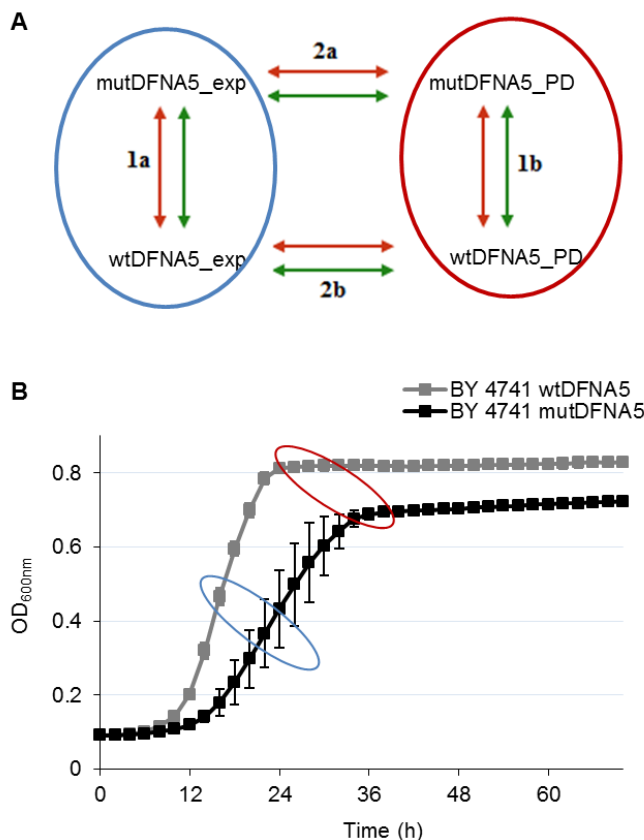 A
2a
mutDFNA5_exp mutDFNA5_PD
1a 1b
wtDFNA5_exp wtDFNA5_PD
2b
B
BY 4741 wtDFNA5
BY 4741 mutDFNA5
0.8
0.6
OD600nm
0.4
0.2
0
0 12 24 36 48 60
Time (h)